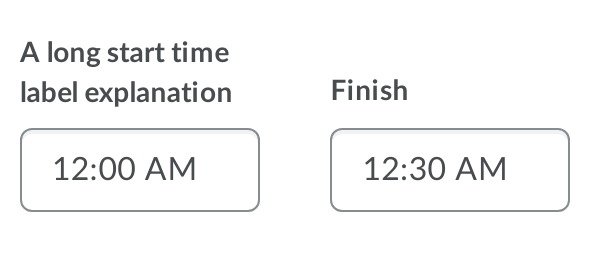 A long start time
label explanation
Finish
12:00 AM
12:30 AM